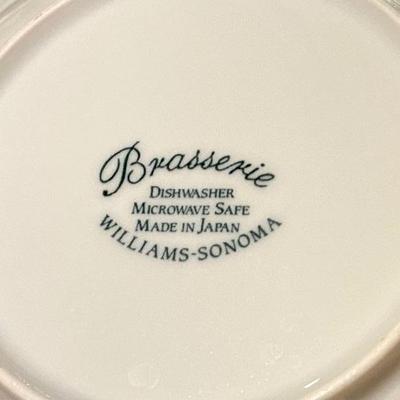 Brasserie
DISHWASHER
MICROWAVE SAFE
MADE IN JAPAN
WILLIAMS-SONOMA